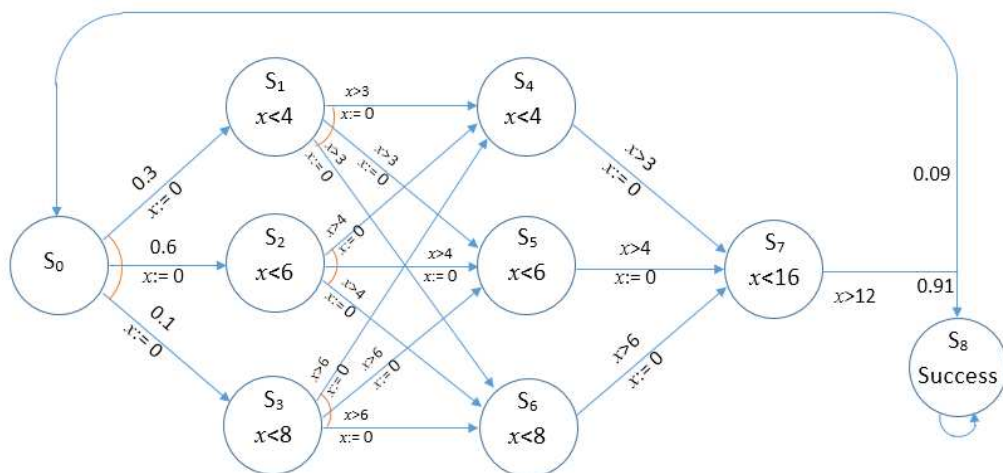 S0
0.3
x:= 0
0.6
x:= 0
0.1
x:= 0
S1
x<4
S2
x<6
S3
x<8
x>3
x:= 0
x>3
x:= 0
x>3
x:= 0
x>4
x:= 0
x>4
x:= 0
x>4
x:= 0
x>6
x:= 0
x>6
x:= 0
x>6
x:= 0
S4
x<4
S5
x<6
S6
x<8
x>3
x:= 0
x>4
x:= 0
x>6
x:= 0
S7
x<16
x>12
0.09
0.91
S8
Success